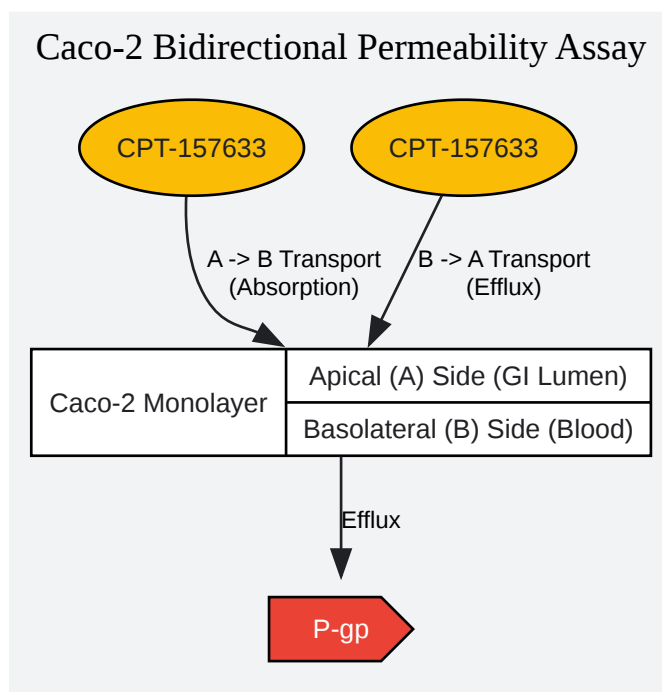 Caco-2 Bidirectional Permeability Assay
CPT-157633
CPT-157633
A -> B Transport
(Absorption)
B -> A Transport
(Efflux)
Caco-2 Monolayer
Apical (A) Side (GI Lumen)
Basolateral (B) Side (Blood)
Efflux
P-gp